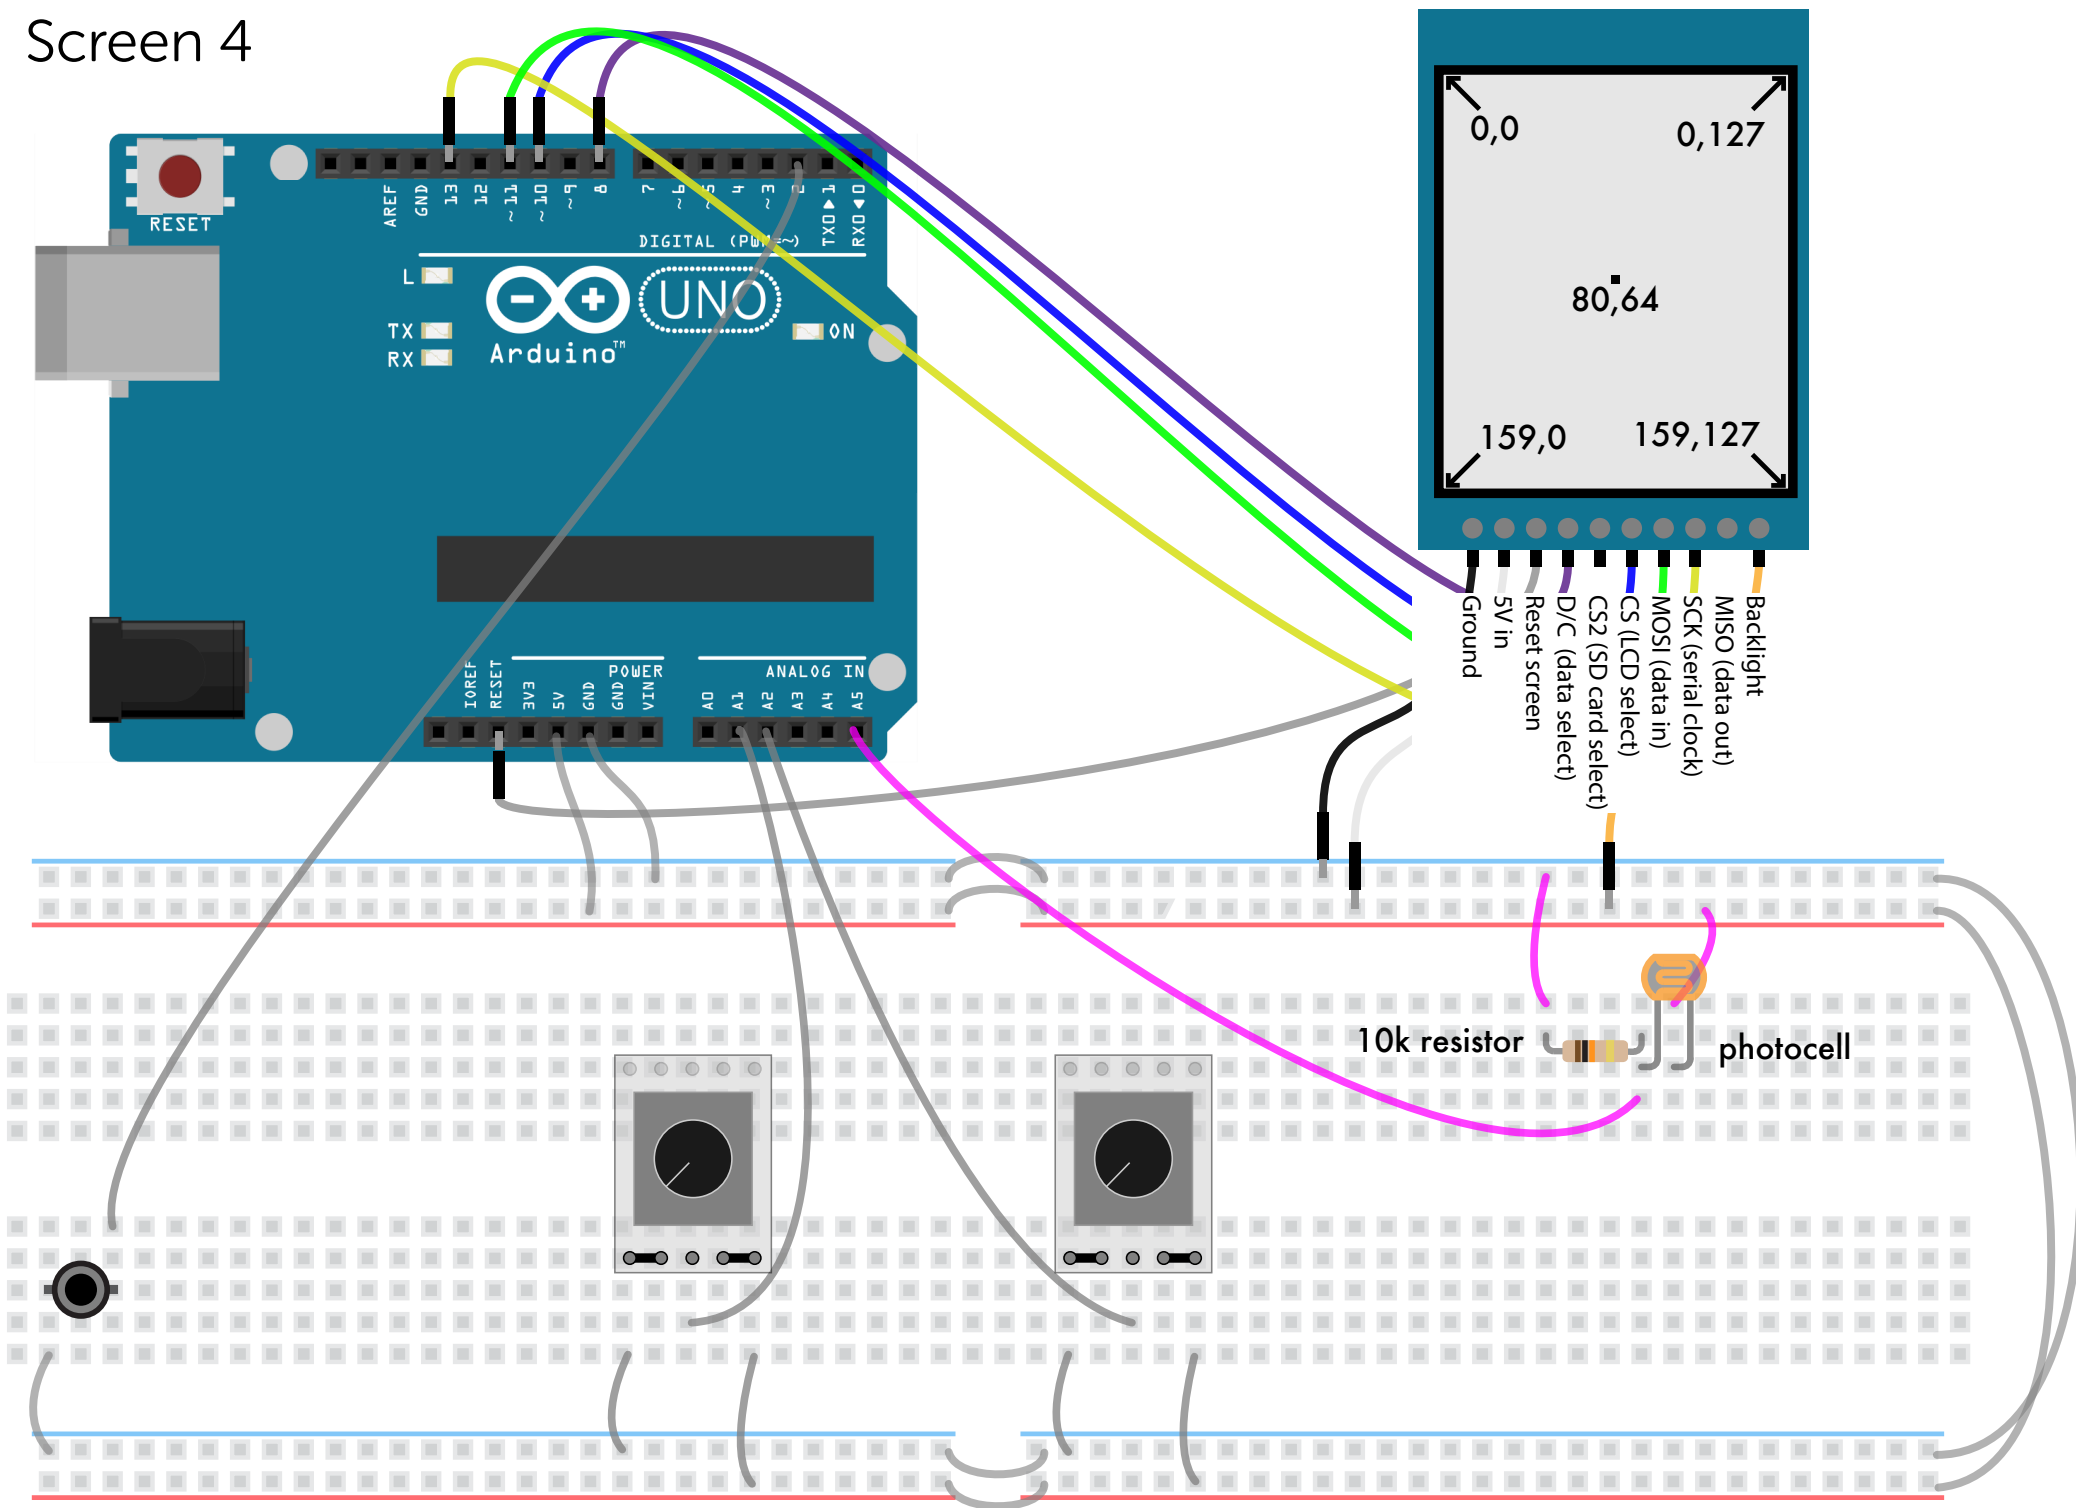 Screen 4
0,0
0,127
80,64
159,0
159,127
RESET
AREF
GND
13
12
~11
~10
~9
8
7
~6
~5
4
~3
2
TX0▶1
RX0◀0
DIGITAL (PWM=~)
L
TX
RX
UNO
Arduino™
ON
Ground
5V in
Reset screen
D/C (data select)
CS2 (SD card select)
CS (LCD select)
MOSI (data in)
SCK (serial clock)
MISO (data out)
Backlight
POWER
ANALOG IN
IOREF
RESET
3V3
5V
GND
GND
VIN
A0
A1
A2
A3
A4
A5
10k resistor
photocell